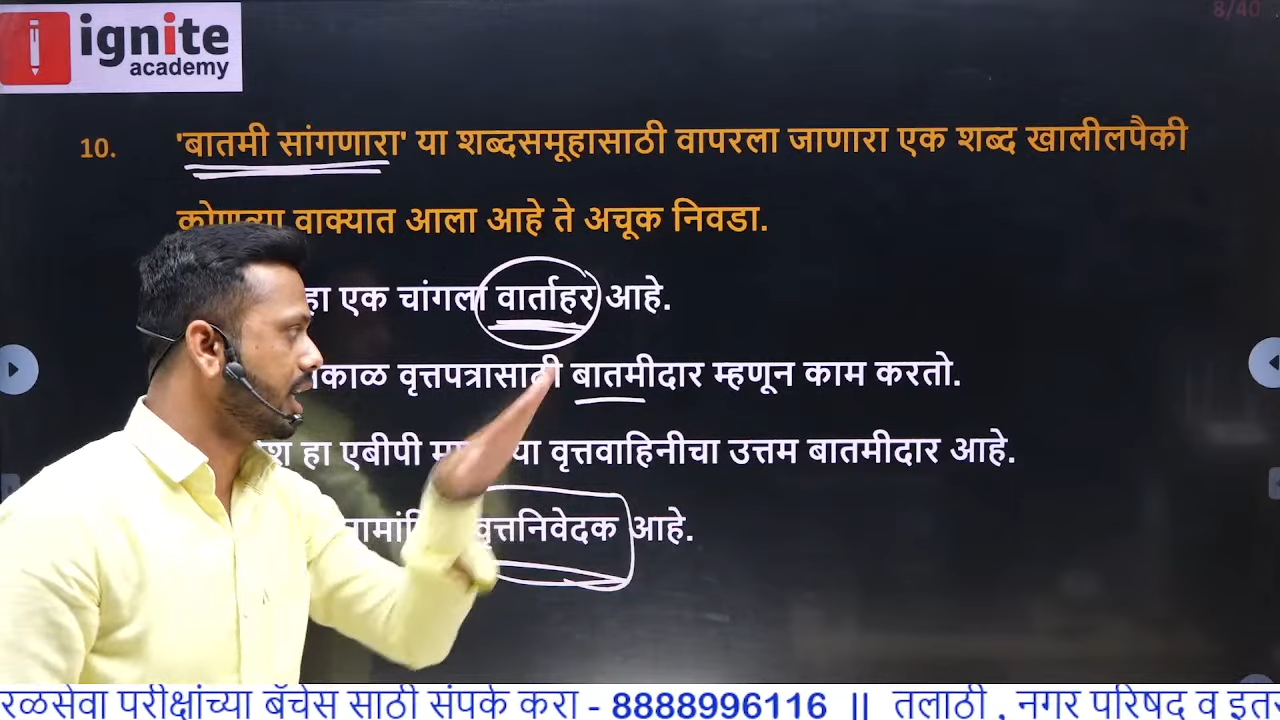 8/40
ignite
academy
10. 'बातमी सांगणारा' या शब्दसमूहासाठी वापरला जाणारा एक शब्द खालीलपैकी
कोणत्या वाक्यात आला आहे ते अचूक निवडा.
हा एक चांगला वार्ताहर आहे.
वृत्तपत्रासाठी बातमीदार म्हणून काम करतो.
हा एबीपी वृत्तवाहिनीचा उत्तम बातमीदार आहे.
वृत्तनिवेदक आहे.
रळसेवा परीक्षांच्या बॅचेस साठी संपर्क करा - 8888996116 || तलाठी , नगर परिषद व इतर